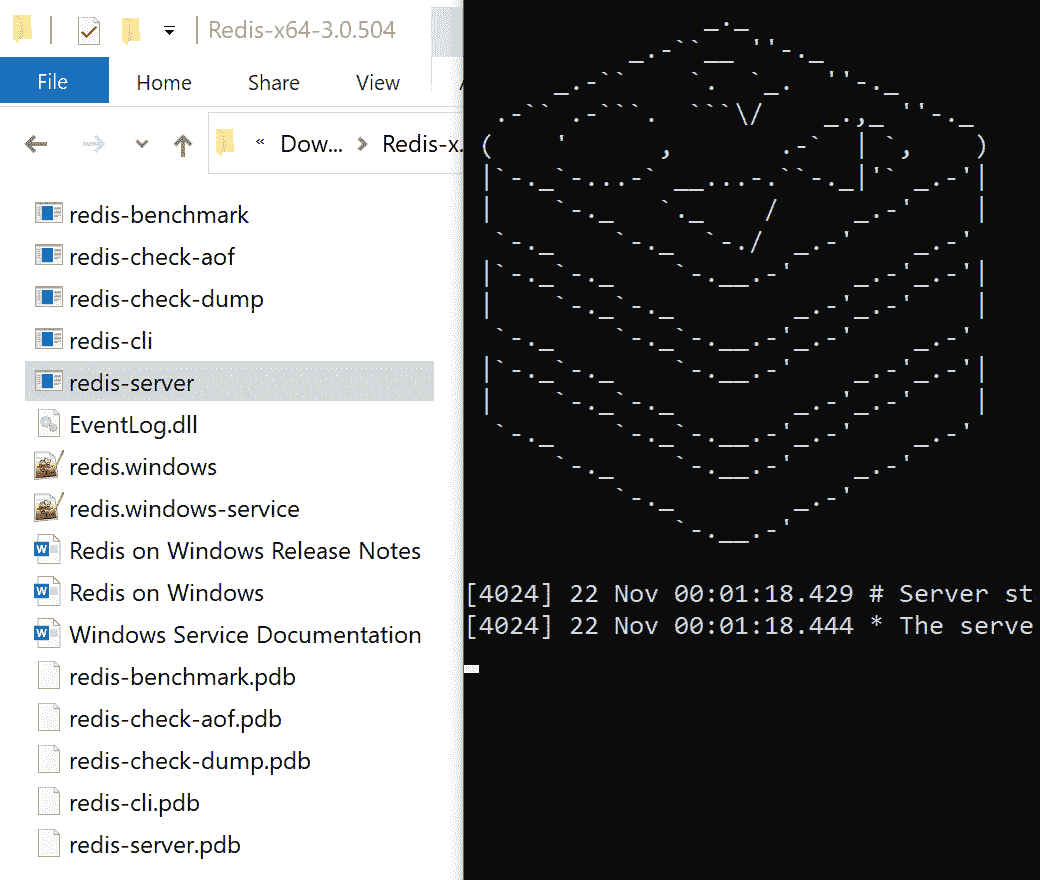 Redis-x64-3.0.504
File Home Share View
« Dow... > Redis-x.
redis-benchmark
redis-check-aof
redis-check-dump
redis-cli
redis-server
EventLog.dll
redis.windows
redis.windows-service
Redis on Windows Release Notes
Redis on Windows
Windows Service Documentation
redis-benchmark.pdb
redis-check-aof.pdb
redis-check-dump.pdb
redis-cli.pdb
redis-server.pdb
[4024] 22 Nov 00:01:18.429 # Server st
[4024] 22 Nov 00:01:18.444 * The serve